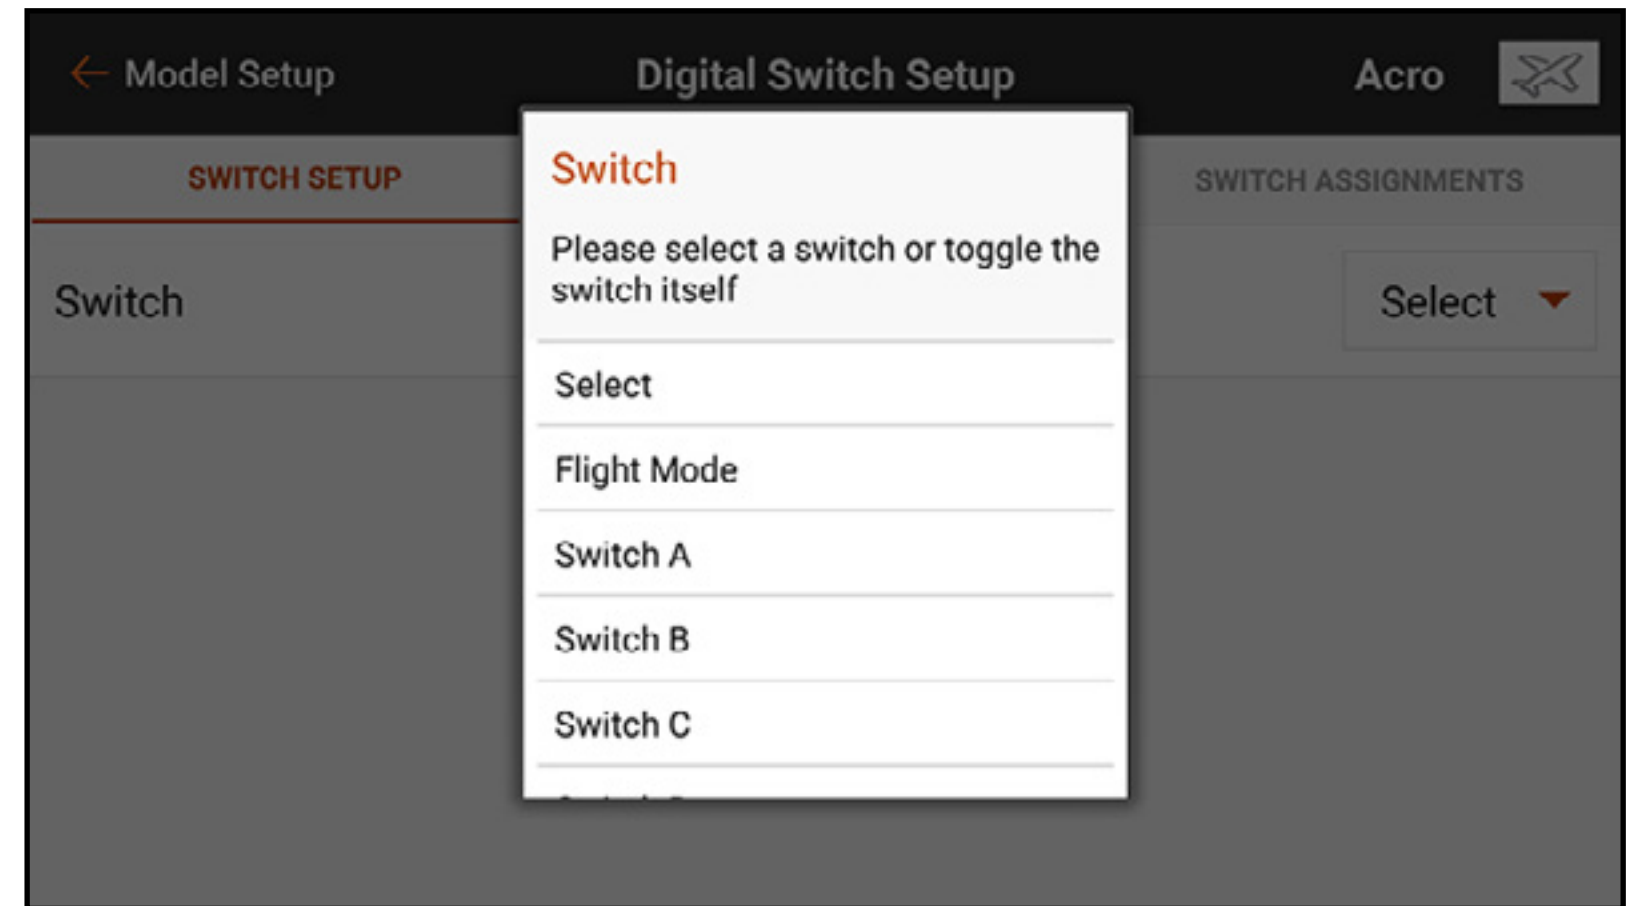 ← Model Setup
Digital Switch Setup
Acro
SWITCH SETUP
SWITCH ASSIGNMENTS
Switch
Select
Switch
Please select a switch or toggle the
switch itself
Select
Flight Mode
Switch A
Switch B
Switch C